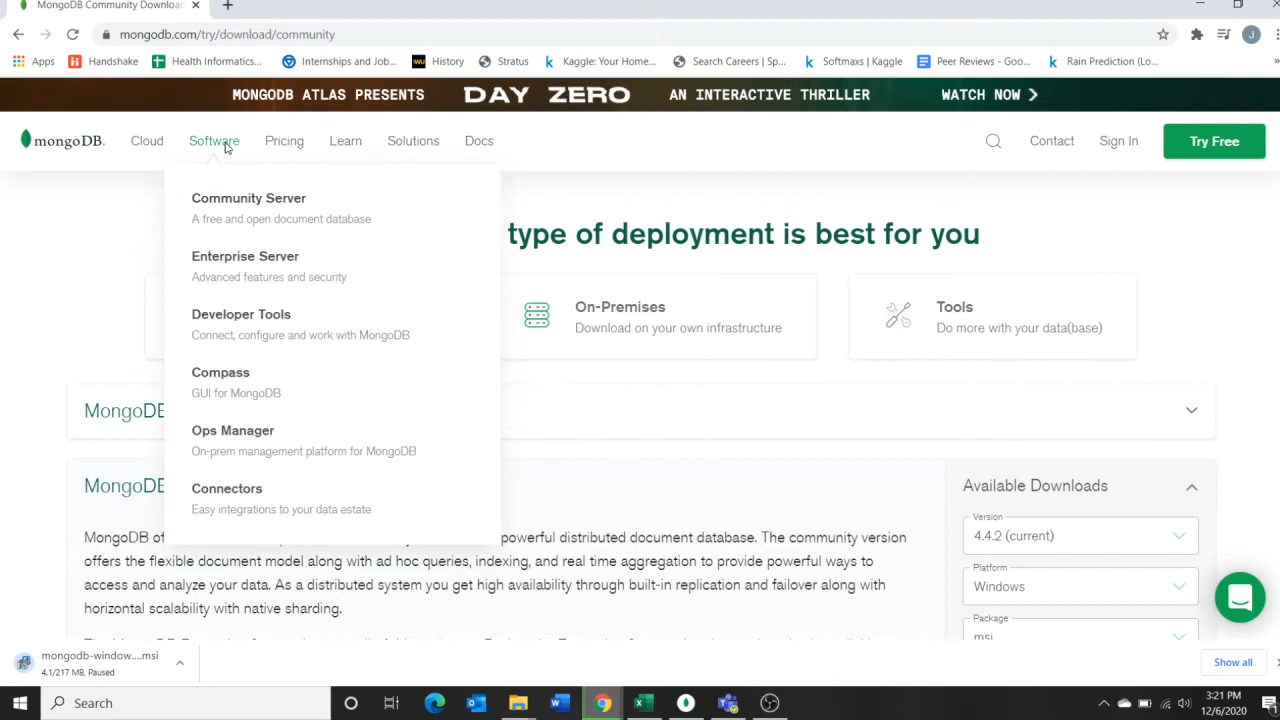 MongoDB Community Download
mongodb.com/try/download/community
Apps
Handshake
Health Informatics...
Internships and Job...
History
Stratus
Kaggle: Your Home...
Search Careers | Sp...
Softmaxs | Kaggle
Peer Reviews - Goo...
Rain Prediction (Lo...
MONGODB ATLAS PRESENTS DAY ZERO AN INTERACTIVE THRILLER WATCH NOW
mongoDB.
Cloud
Software
Pricing
Learn
Solutions
Docs
Contact
Sign In
Try Free
Community Server
A free and open document database
Enterprise Server
Advanced features and security
Developer Tools
Connect, configure and work with MongoDB
Compass
GUI for MongoDB
Ops Manager
On-prem management platform for MongoDB
Connectors
Easy integrations to your data estate
type of deployment is best for you
On-Premises
Download on your own infrastructure
Tools
Do more with your data(base)
MongoDB
MongoDB
MongoDB of powerful distributed document database. The community version
offers the flexible document model along with ad hoc queries, indexing, and real time aggregation to provide powerful ways to
access and analyze your data. As a distributed system you get high availability through built-in replication and failover along with
horizontal scalability with native sharding.
Available Downloads
Version
4.4.2 (current)
Platform
Windows
Package
msi
mongodb-window....msi
4.1/217 MB, Paused
Show all
Search
3:21 PM
12/6/2020
J